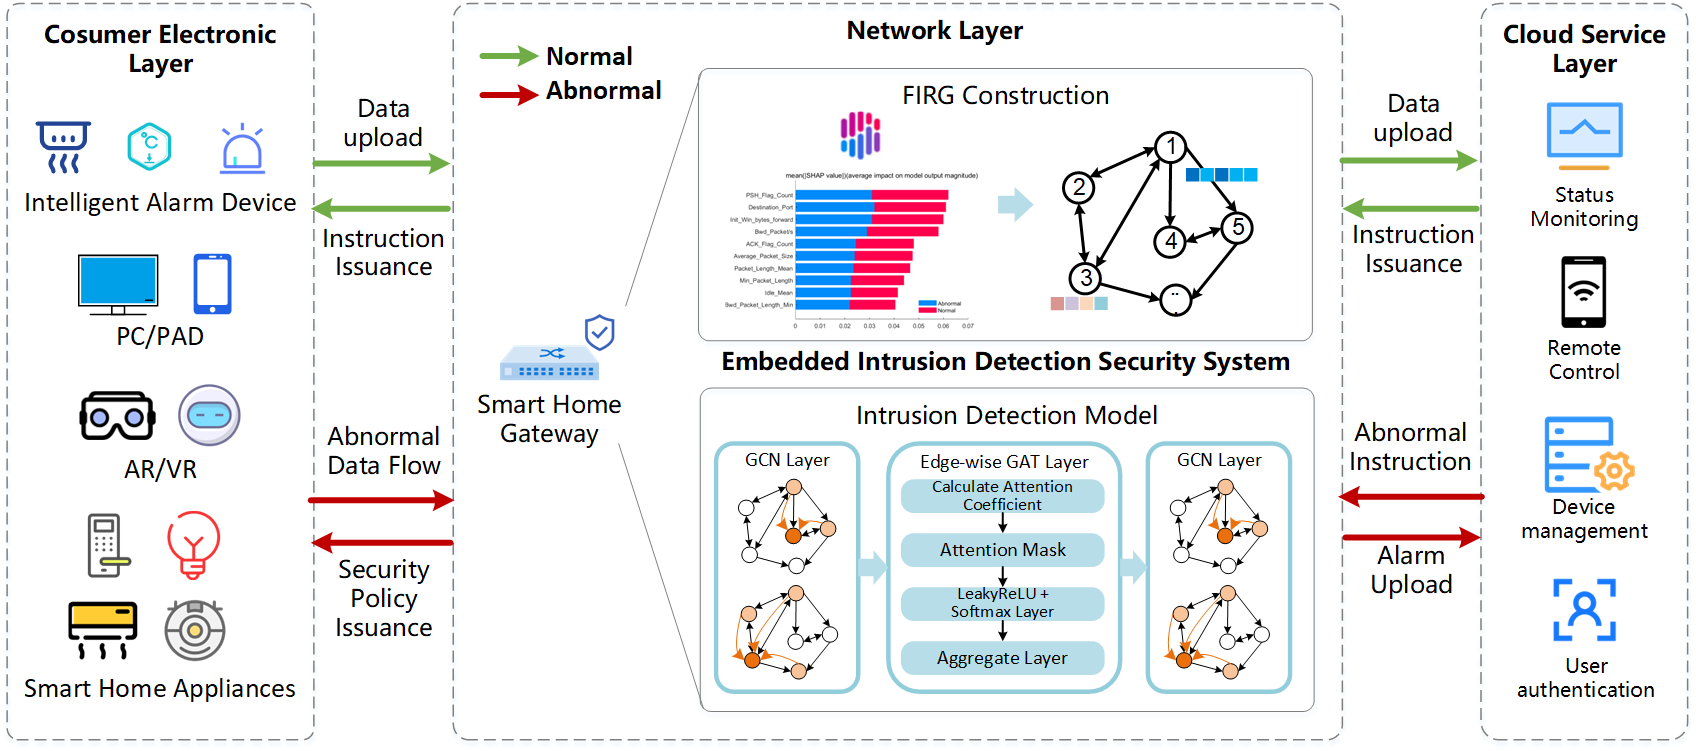 Cosumer Electronic
Layer
Intelligent Alarm Device
PC/PAD
AR/VR
Smart Home Appliances
Data
upload
Instruction
Issuance
Abnormal
Data Flow
Security
Policy
Issuance
Network Layer
Normal
Abnormal
Smart Home
Gateway
FIRG Construction
mean(|SHAP value|)(average impact on model output magnitude)
PSH_Flag_Count
Destination_Port
Init_Win_bytes_forward
Bwd_Packet/s
ACK_Flag_Count
Average_Packet_Size
Packet_Length_Mean
Min_Packet_Length
Idle_Mean
Bwd_Packet_Length_Min
Abnormal
Normal
0 0.01 0.02 0.03 0.04 0.05 0.06 0.07
1
2
5
4
3
Embedded Intrusion Detection Security System
Intrusion Detection Model
GCN Layer
Edge-wise GAT Layer
Calculate Attention
Coefficient
Attention Mask
LeakyReLU +
Softmax Layer
Aggregate Layer
GCN Layer
Data
upload
Instruction
Issuance
Abnormal
Instruction
Alarm
Upload
Cloud Service
Layer
°C
Status
Monitoring
Remote
Control
Device
management
User
authentication